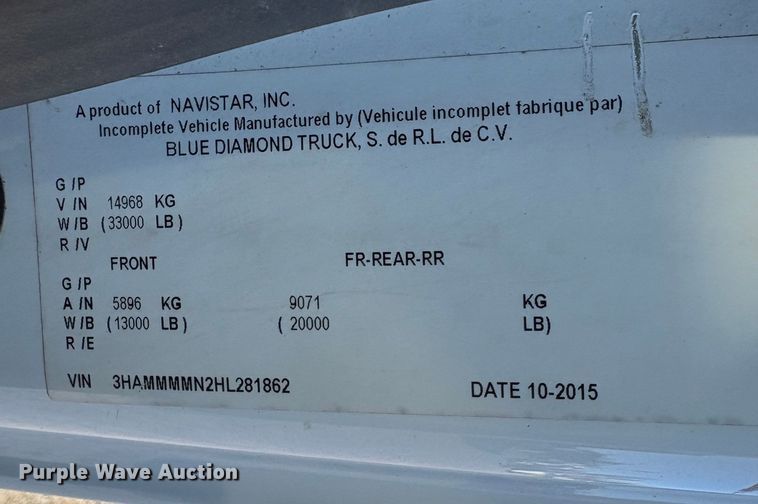 A product of NAVISTAR, INC.
Incomplete Vehicle Manufactured by (Vehicule incomplet fabrique par)
BLUE DIAMOND TRUCK, S. de R.L. de C.V.
G /P
V /N 14968 KG
W/B (33000 LB)
R /V
FRONT FR-REAR-RR
G /P
A /N 5896 KG 9071 KG
W/B (13000 LB) ( 20000 LB)
R /E
VIN 3HAMMMMN2HL281862 DATE 10-2015
Purple Wave Auction